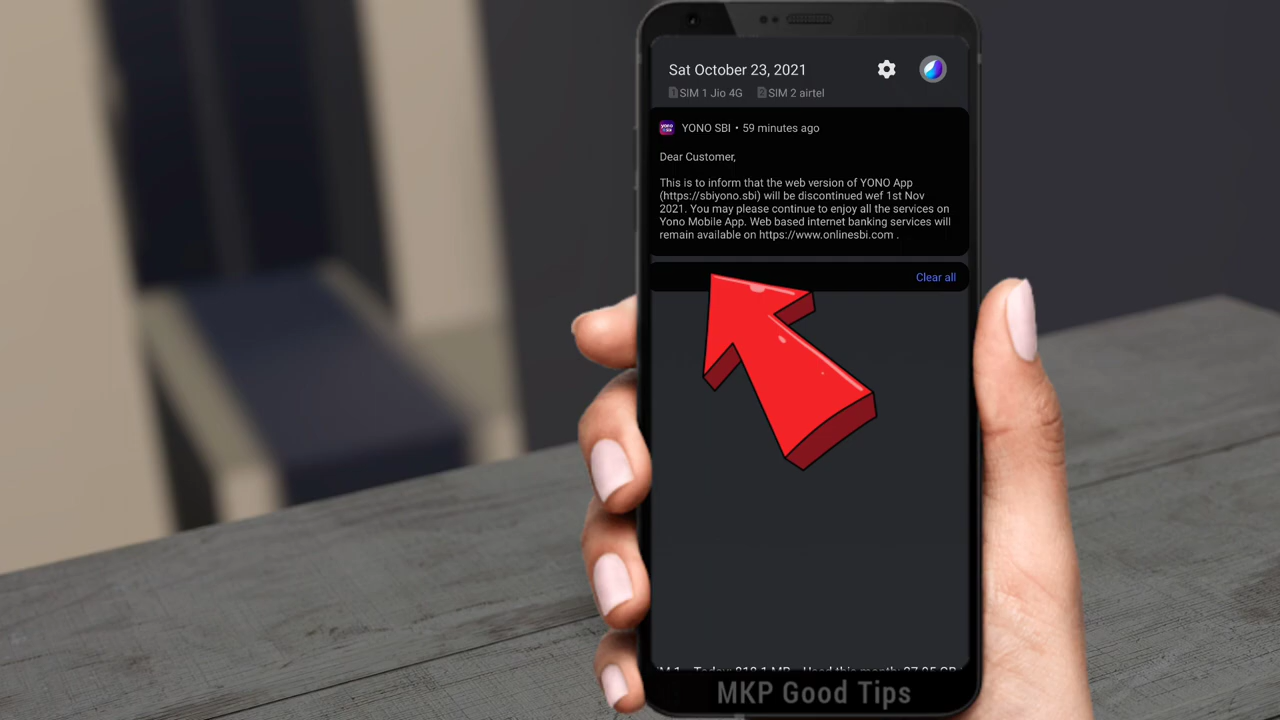 Sat October 23, 2021
SIM 1 Jio 4G SIM 2 airtel
YONO SBI • 59 minutes ago
Dear Customer,
This is to inform that the web version of YONO App
(https://sbiyono.sbi) will be discontinued wef 1st Nov
2021. You may please continue to enjoy all the services on
Yono Mobile App. Web based internet banking services will
remain available on https://www.onlinesbi.com .
Clear all
MKP Good Tips